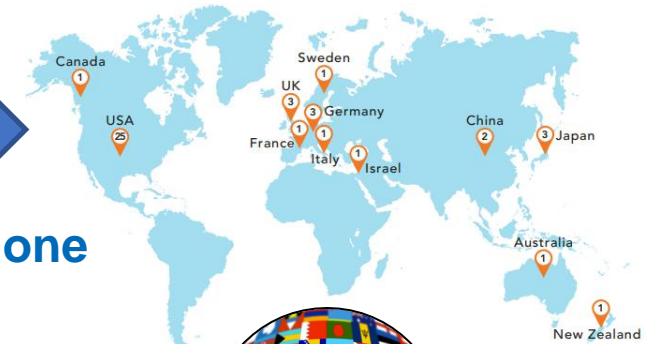 Canada
1
USA
25
Sweden
1
UK
3
3 Germany
France 1
1
Italy
1
Israel
China
2
3 Japan
Australia
1
1
New Zealand
one